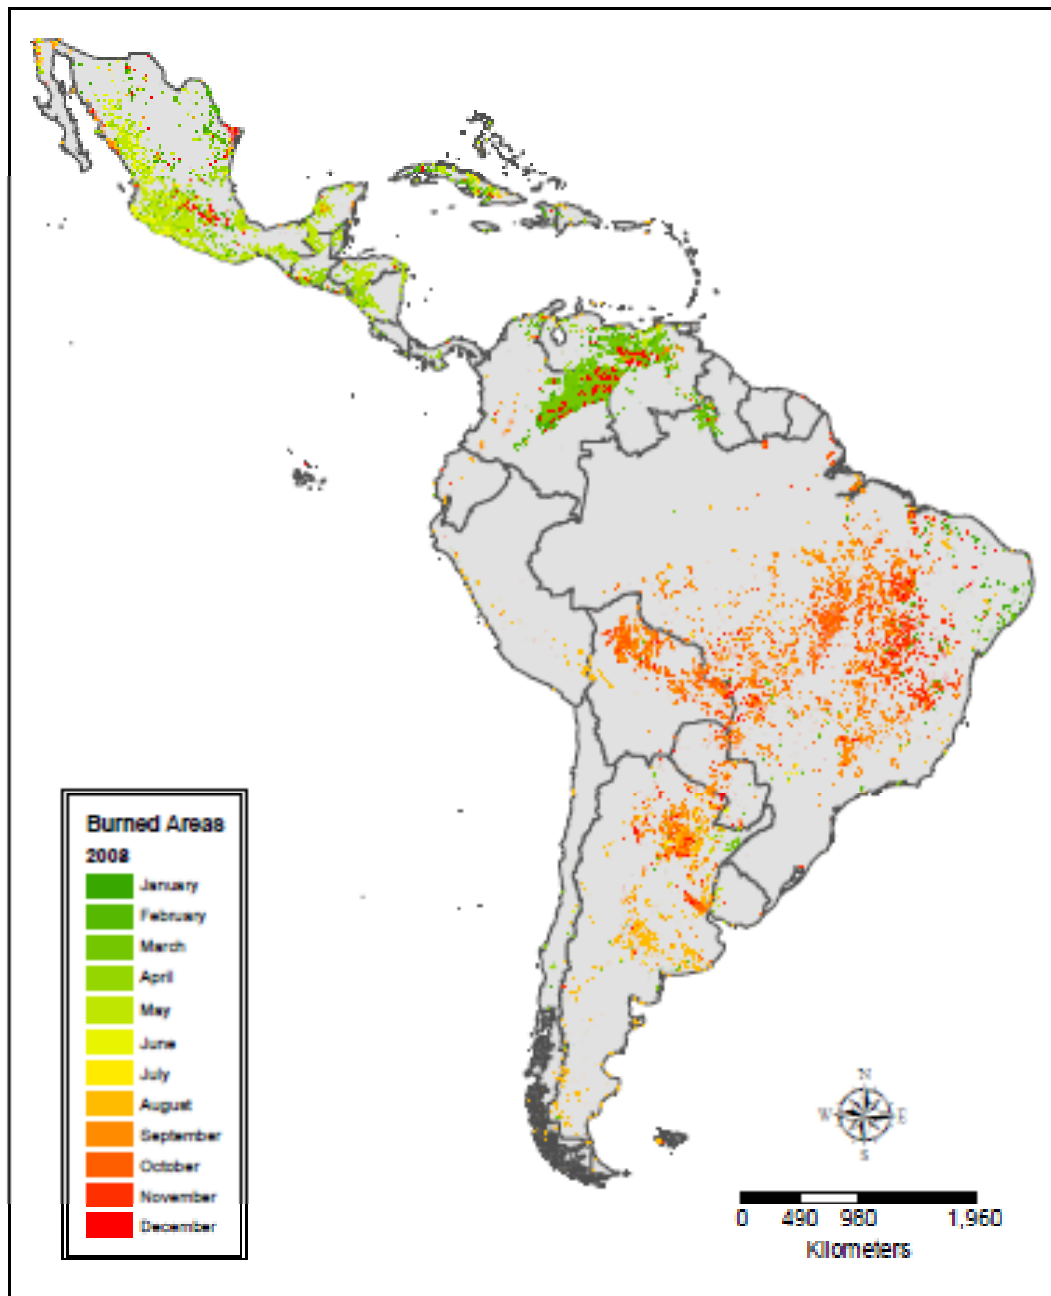 Burned Areas
2008
January
February
March
April
May
June
July
August
September
October
November
December
N
W E
S
0 490 980 1,960
Kilometers